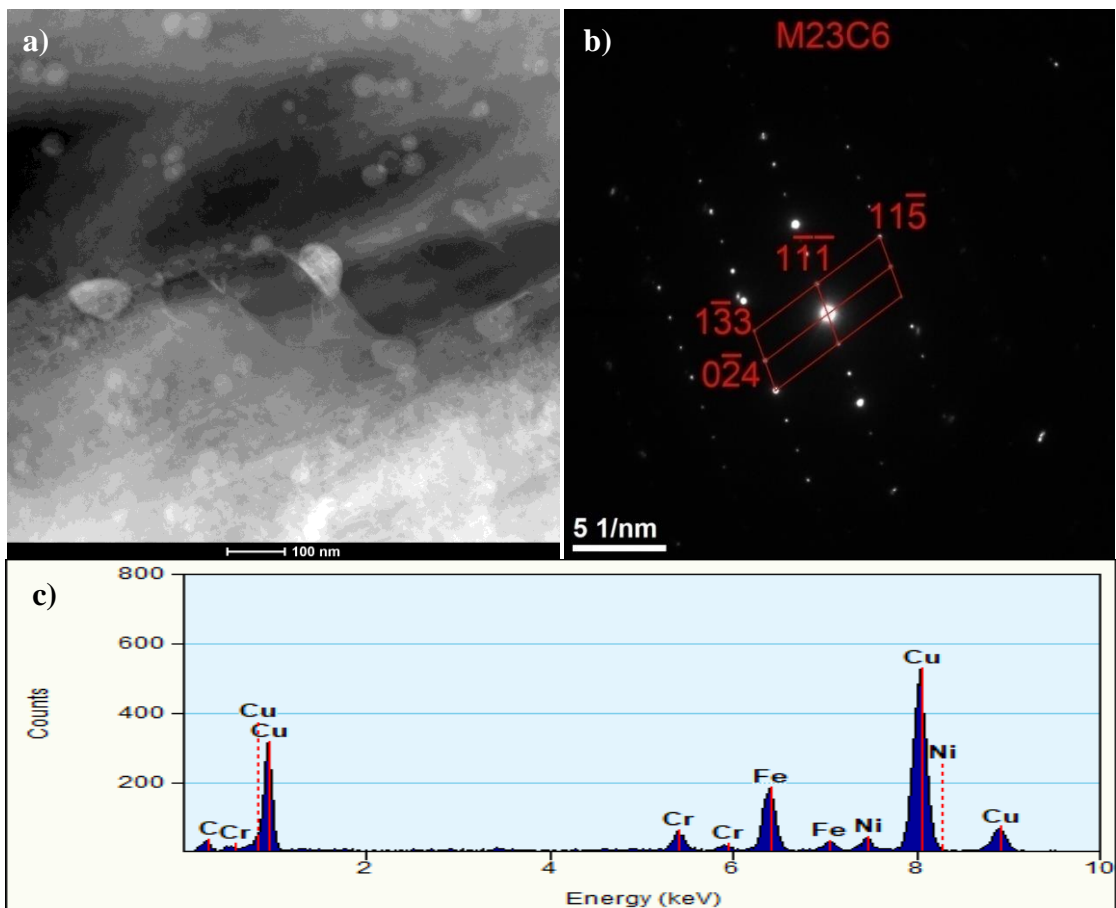 a)
100 nm
b)
M23C6
115̅
11̅1̅
13̅3
02̅4
5 1/nm
c)
800
600
400
200
Counts
Cu
Cu
C
Cr
Cr
Cr
Fe
Fe
Ni
Cu
Ni
Cu
2
4
6
8
10
Energy (keV)